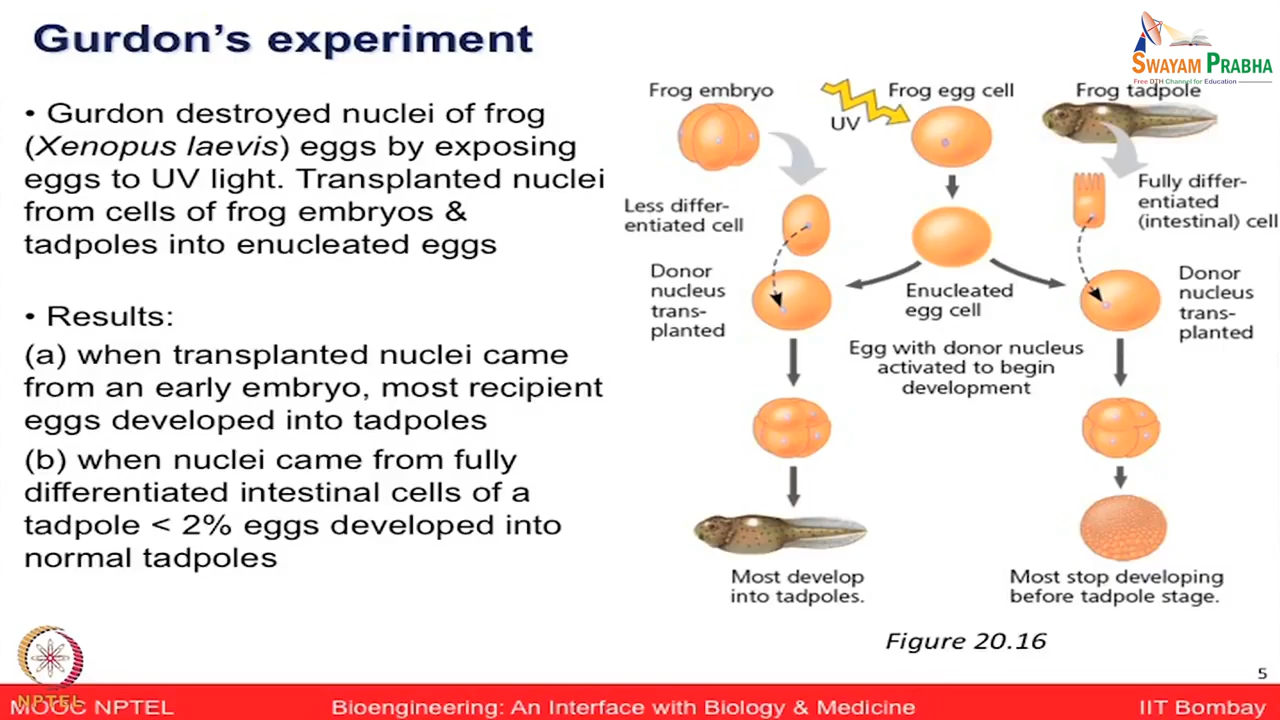 Gurdon's experiment
SWAYAM PRABHA
Free DTH Channel for Education
• Gurdon destroyed nuclei of frog
(Xenopus laevis) eggs by exposing
eggs to UV light. Transplanted nuclei
from cells of frog embryos &
tadpoles into enucleated eggs
• Results:
(a) when transplanted nuclei came
from an early embryo, most recipient
eggs developed into tadpoles
(b) when nuclei came from fully
differentiated intestinal cells of a
tadpole < 2% eggs developed into
normal tadpoles
Frog embryo
UV
Frog egg cell
Frog tadpole
Less differ-
entiated cell
Fully differ-
entiated
(intestinal) cell
Donor
nucleus
trans-
planted
Enucleated
egg cell
Donor
nucleus
trans-
planted
Egg with donor nucleus
activated to begin
development
Most develop
into tadpoles.
Most stop developing
before tadpole stage.
Figure 20.16
5
NPTEL
MOOC NPTEL
Bioengineering: An Interface with Biology & Medicine
IIT Bombay